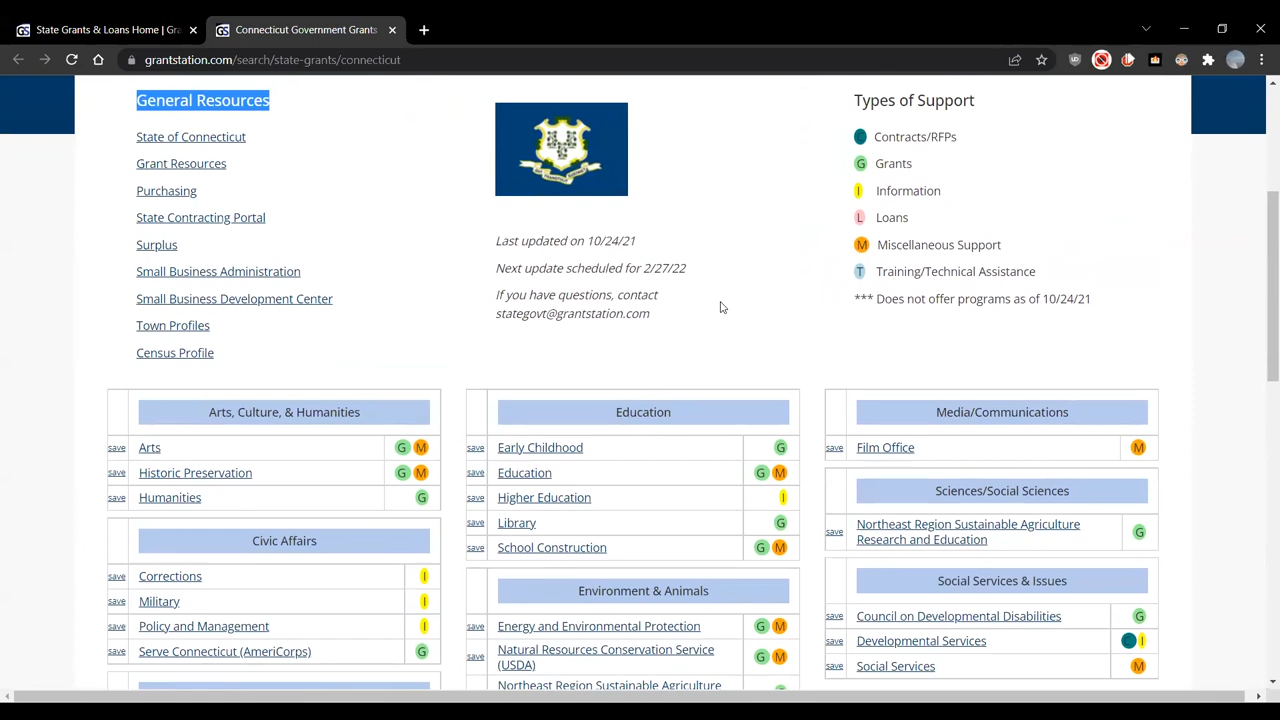 State Grants & Loans Home | Gra
Connecticut Government Grants
grantstation.com/search/state-grants/connecticut
General Resources
State of Connecticut
Grant Resources
Purchasing
State Contracting Portal
Surplus
Small Business Administration
Small Business Development Center
Town Profiles
Census Profile
Last updated on 10/24/21
Next update scheduled for 2/27/22
If you have questions, contact
stategovt@grantstation.com
Types of Support
C Contracts/RFPs
G Grants
I Information
L Loans
M Miscellaneous Support
T Training/Technical Assistance
*** Does not offer programs as of 10/24/21
Arts, Culture, & Humanities
save Arts G M
save Historic Preservation G M
save Humanities G
Civic Affairs
save Corrections I
save Military I
save Policy and Management I
save Serve Connecticut (AmeriCorps) G
Education
save Early Childhood G
save Education G M
save Higher Education I
save Library G
save School Construction G M
Environment & Animals
save Energy and Environmental Protection G M
save Natural Resources Conservation Service G M
(USDA)
save Northeast Region Sustainable Agriculture
Media/Communications
save Film Office M
Sciences/Social Sciences
save Northeast Region Sustainable Agriculture G
Research and Education
Social Services & Issues
save Council on Developmental Disabilities G
save Developmental Services C I
save Social Services M